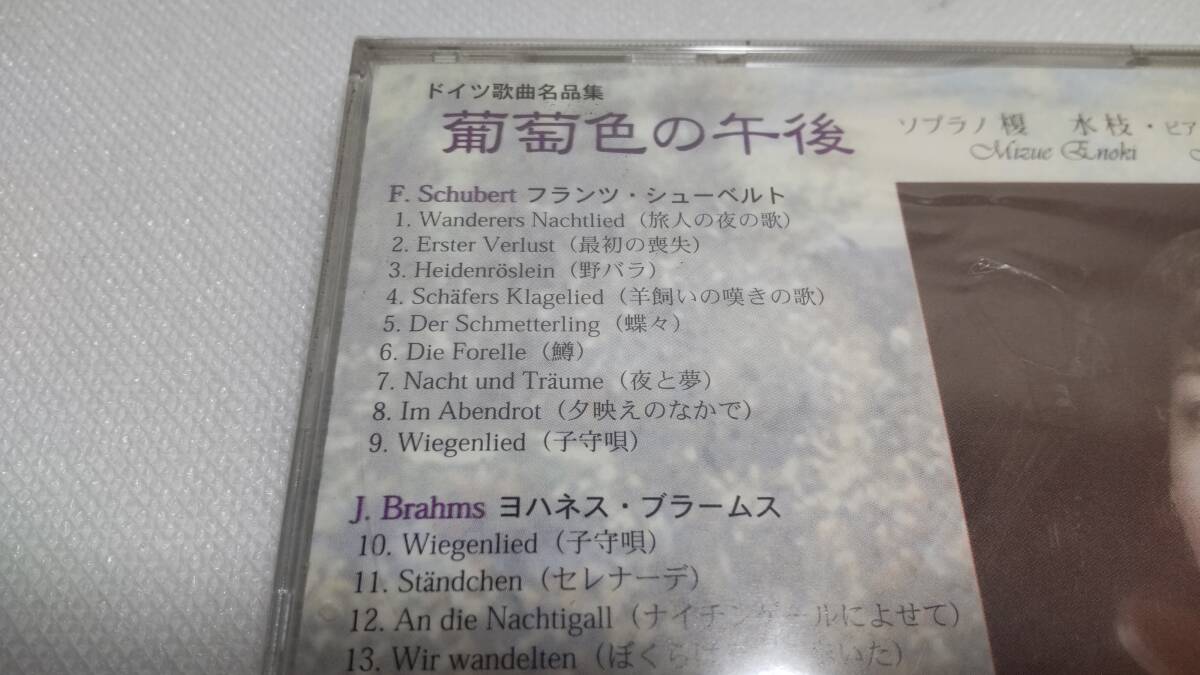 ドイツ歌曲名品集
葡萄色の午後
ソプラノ 榎 水枝・ピア
Mizue Enoki
F. Schubert フランツ・シューベルト
1. Wanderers Nachtlied（旅人の夜の歌）
2. Erster Verlust（最初の喪失）
3. Heidenröslein（野バラ）
4. Schäfers Klagelied（羊飼いの嘆きの歌）
5. Der Schmetterling（蝶々）
6. Die Forelle（鱒）
7. Nacht und Träume（夜と夢）
8. Im Abendrot（夕映えのなかで）
9. Wiegenlied（子守唄）
J. Brahms ヨハネス・ブラームス
10. Wiegenlied（子守唄）
11. Ständchen（セレナーデ）
12. An die Nachtigall（ナイチンゲールによせて）
13. Wir wandelten（ぼくらは